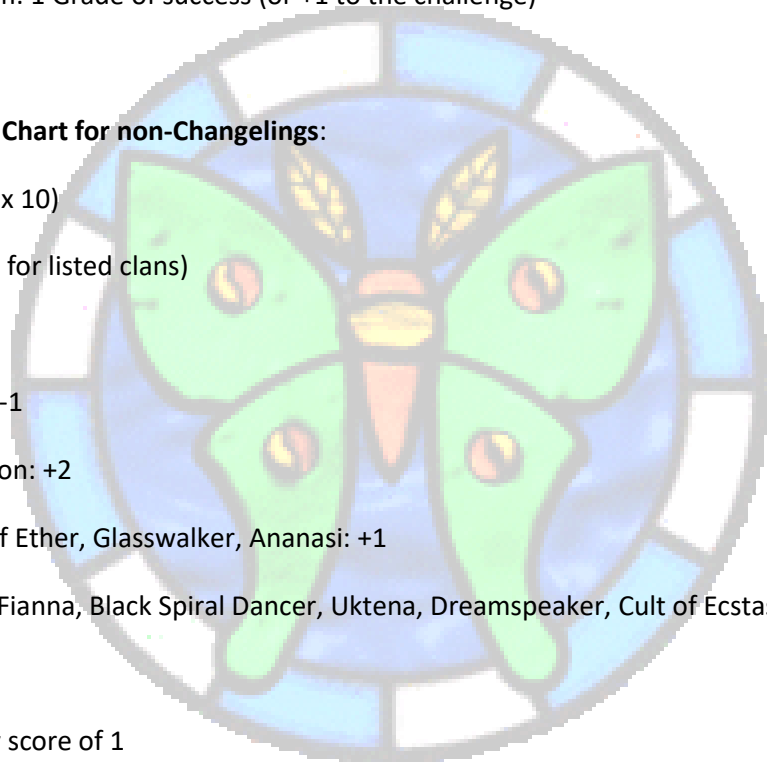 1 Grade of success (or +1 to the challenge)
Chart for non-Changelings:
x 10)
for listed clans)
-1
on: +2
f Ether, Glasswalker, Ananasi: +1
Fianna, Black Spiral Dancer, Uktena, Dreamspeaker, Cult of Ecsta
score of 1